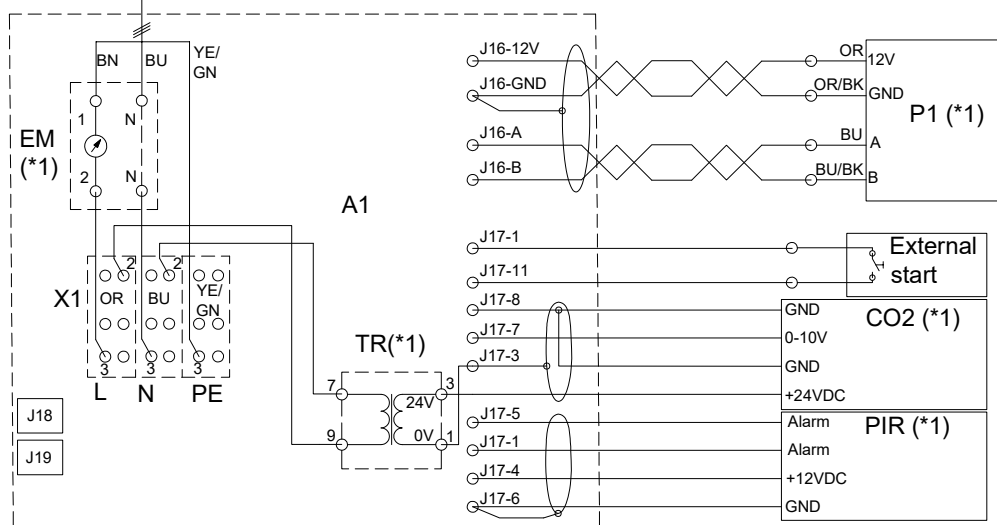 BN
BU
YE/
GN
EM
(*1)
1
N
2
N
X1
2
2
OR
BU
YE/
GN
3
3
3
L
N
PE
J18
J19
A1
TR(*1)
7
3
24V
9
0V
1
J16-12V
J16-GND
J16-A
J16-B
OR
12V
OR/BK
GND
BU
A
BU/BK
B
P1 (*1)
J17-1
J17-11
External
start
J17-8
GND
CO2 (*1)
J17-7
0-10V
J17-3
GND
+24VDC
J17-5
Alarm
PIR (*1)
J17-1
Alarm
J17-4
+12VDC
J17-6
GND